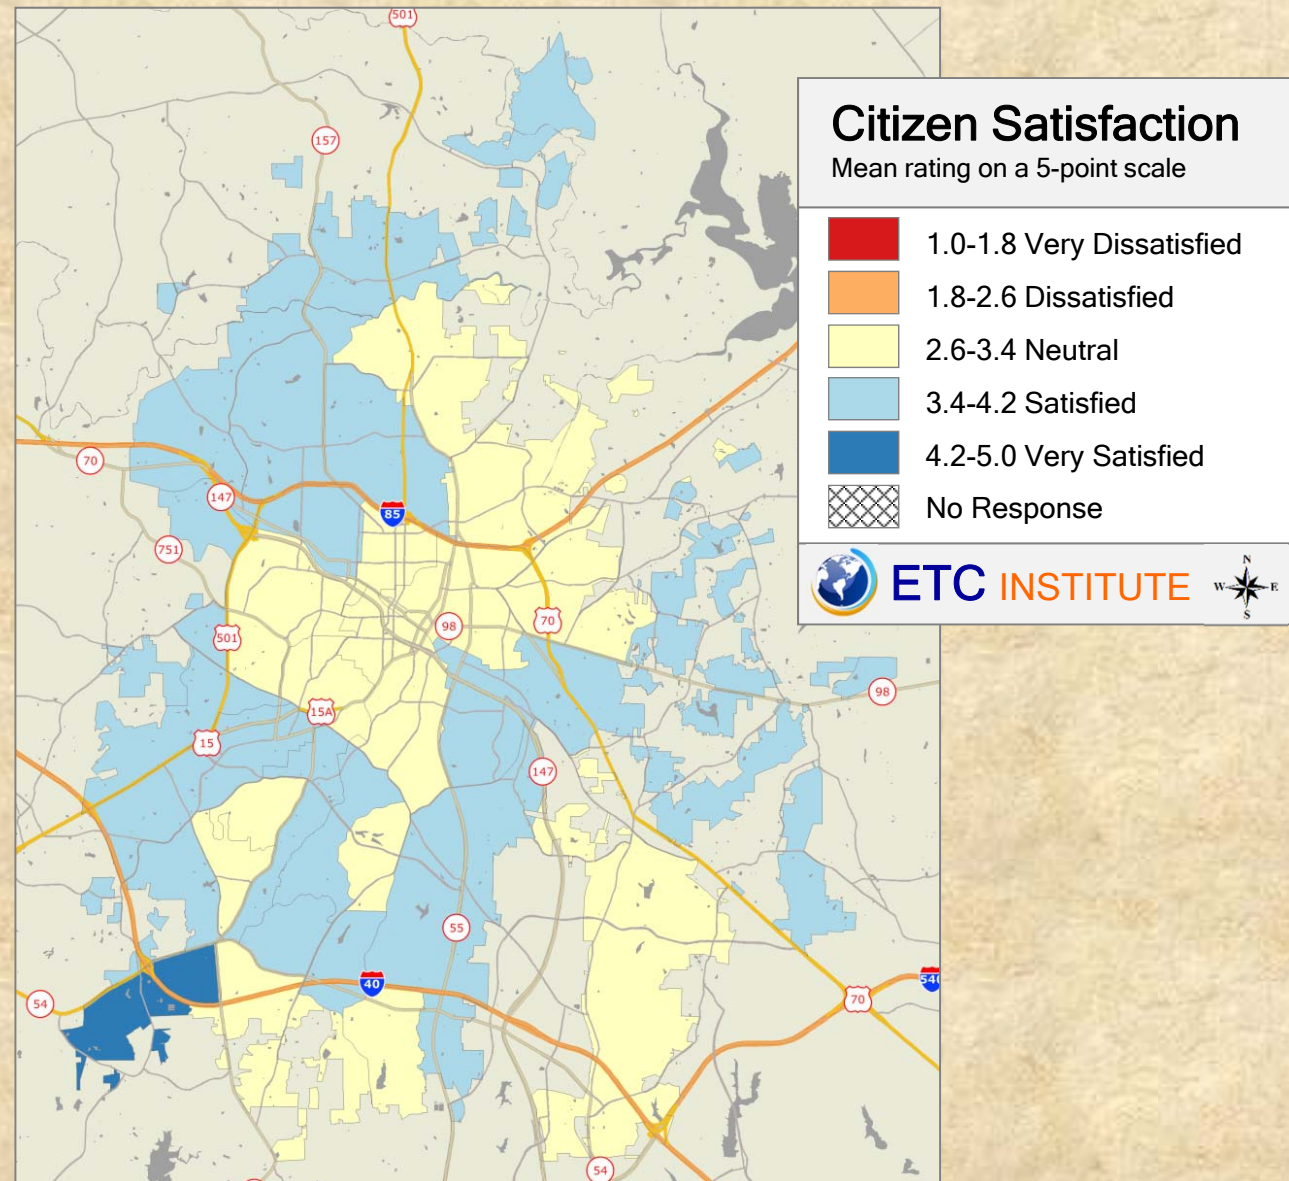 501
157
Citizen Satisfaction
Mean rating on a 5-point scale
1.0-1.8 Very Dissatisfied
1.8-2.6 Dissatisfied
2.6-3.4 Neutral
3.4-4.2 Satisfied
4.2-5.0 Very Satisfied
No Response
ETC INSTITUTE
N
W E
S
70
147
85
751
501
98
70
98
15A
15
147
55
40
54
70
540
54